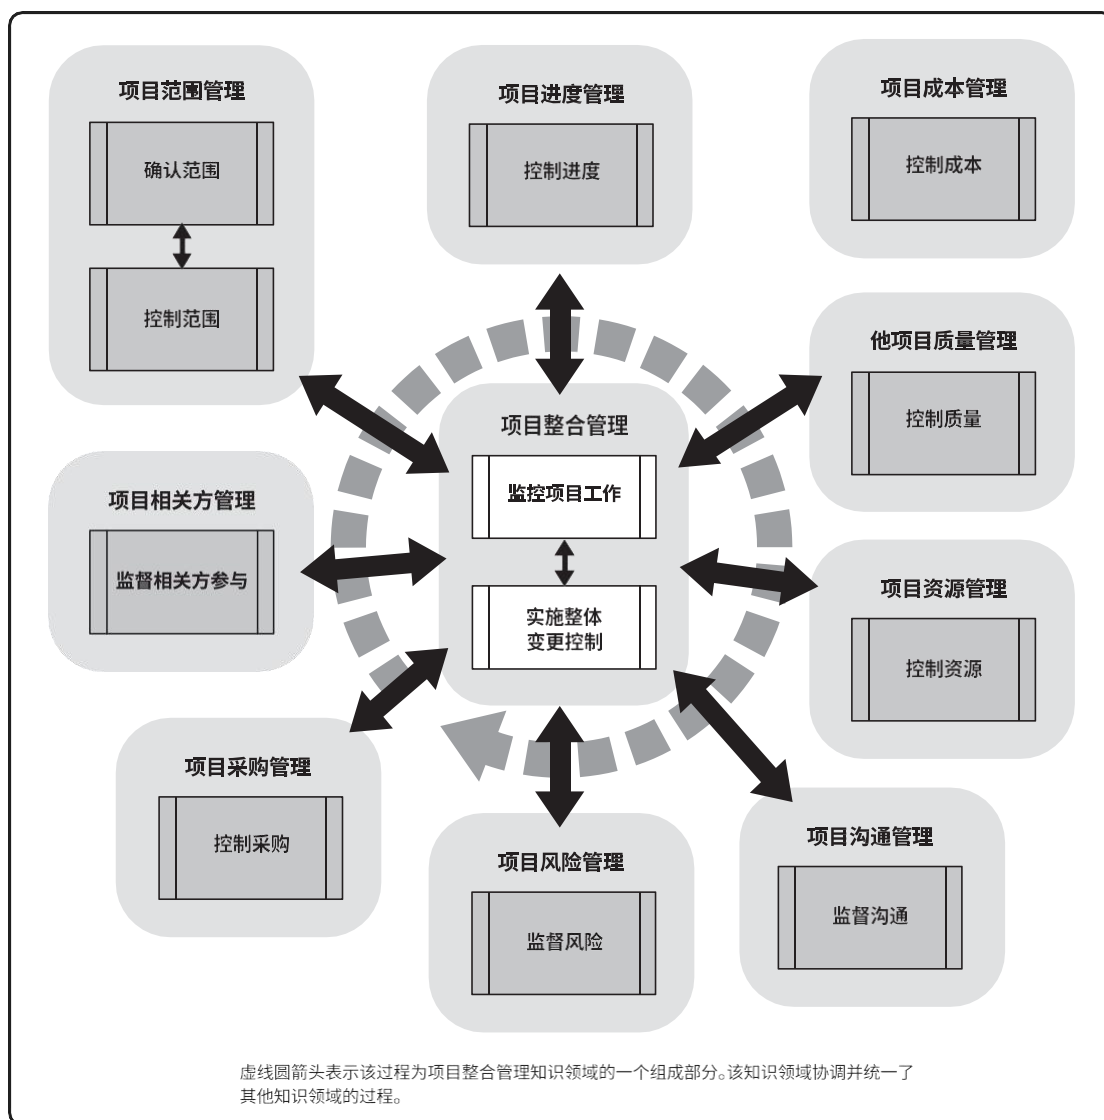 项目范围管理
确认范围
控制范围
项目进度管理
控制进度
项目成本管理
控制成本
他项目质量管理
控制质量
项目整合管理
监控项目工作
实施整体
变更控制
项目相关方管理
监督相关方参与
项目资源管理
控制资源
项目采购管理
控制采购
项目风险管理
监督风险
项目沟通管理
监督沟通
虚线圆箭头表示该过程为项目整合管理知识领域的一个组成部分。该知识领域协调并统一了
其他知识领域的过程。